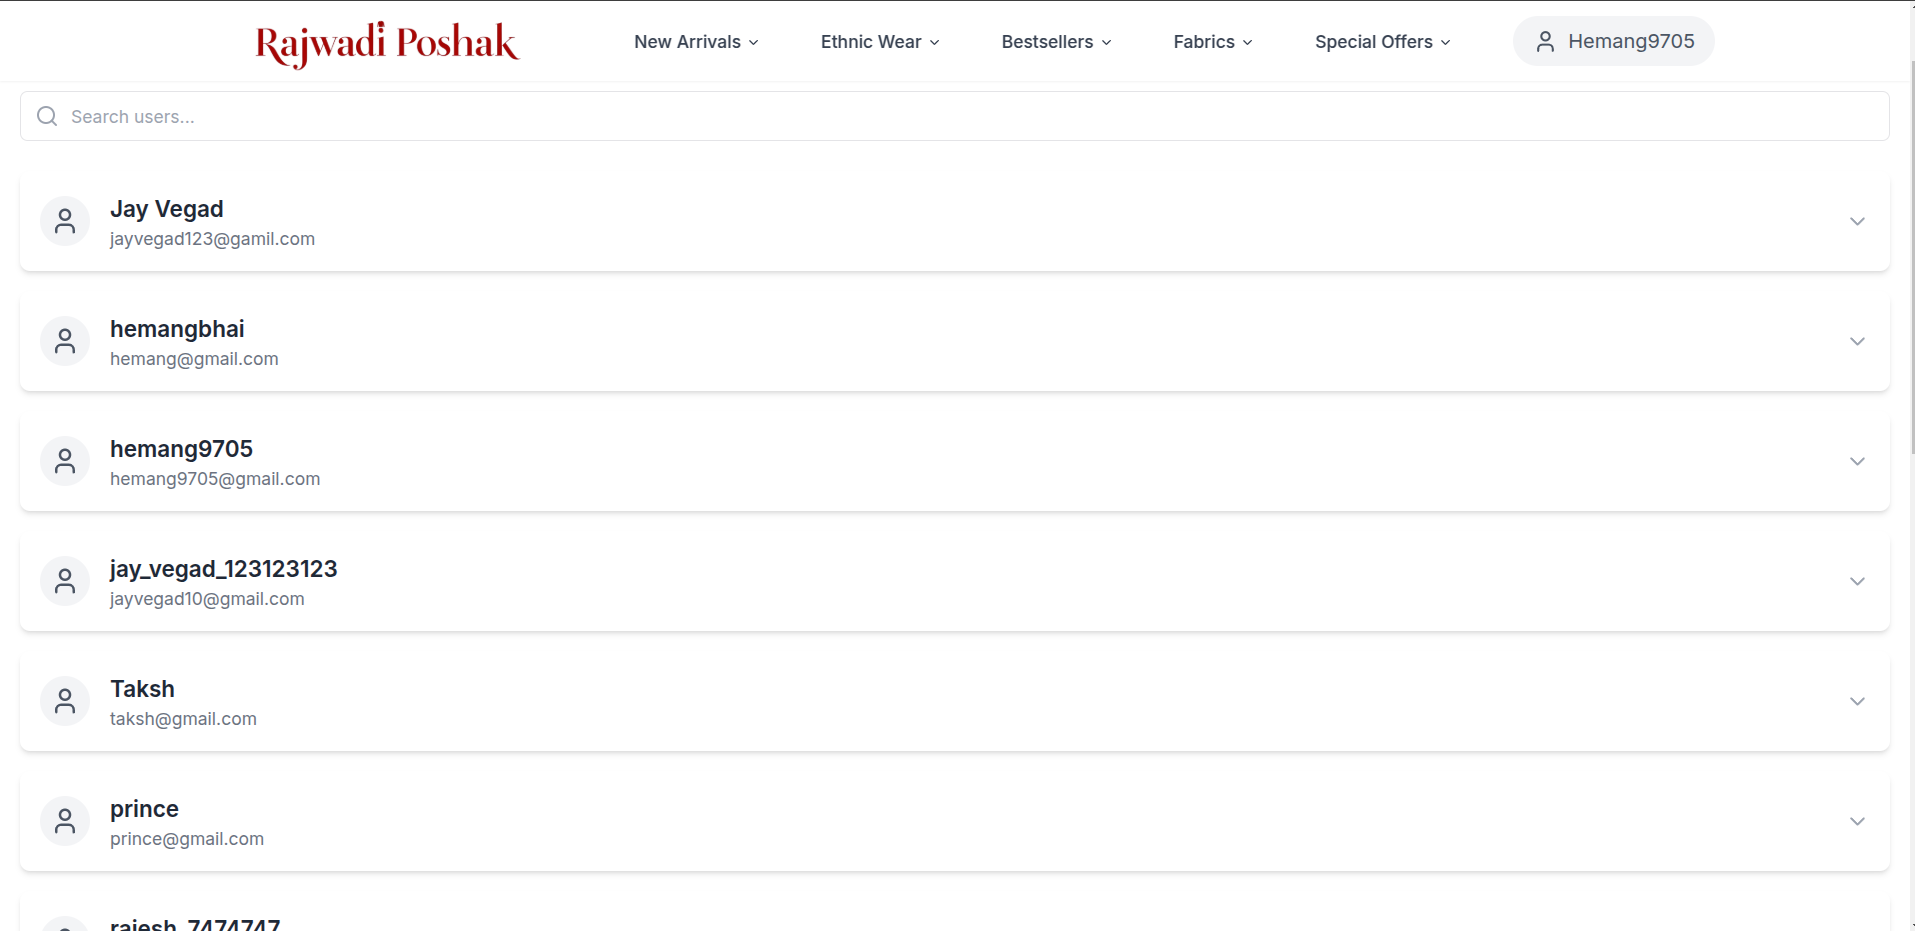 Rajwadi Poshak
New Arrivals Ethnic Wear Bestsellers Fabrics Special Offers Hemang9705
Search users...
Jay Vegad
jayvegad123@gamil.com
hemangbhai
hemang@gmail.com
hemang9705
hemang9705@gmail.com
jay_vegad_123123123
jayvegad10@gmail.com
Taksh
taksh@gmail.com
prince
prince@gmail.com
rajesh_7474747